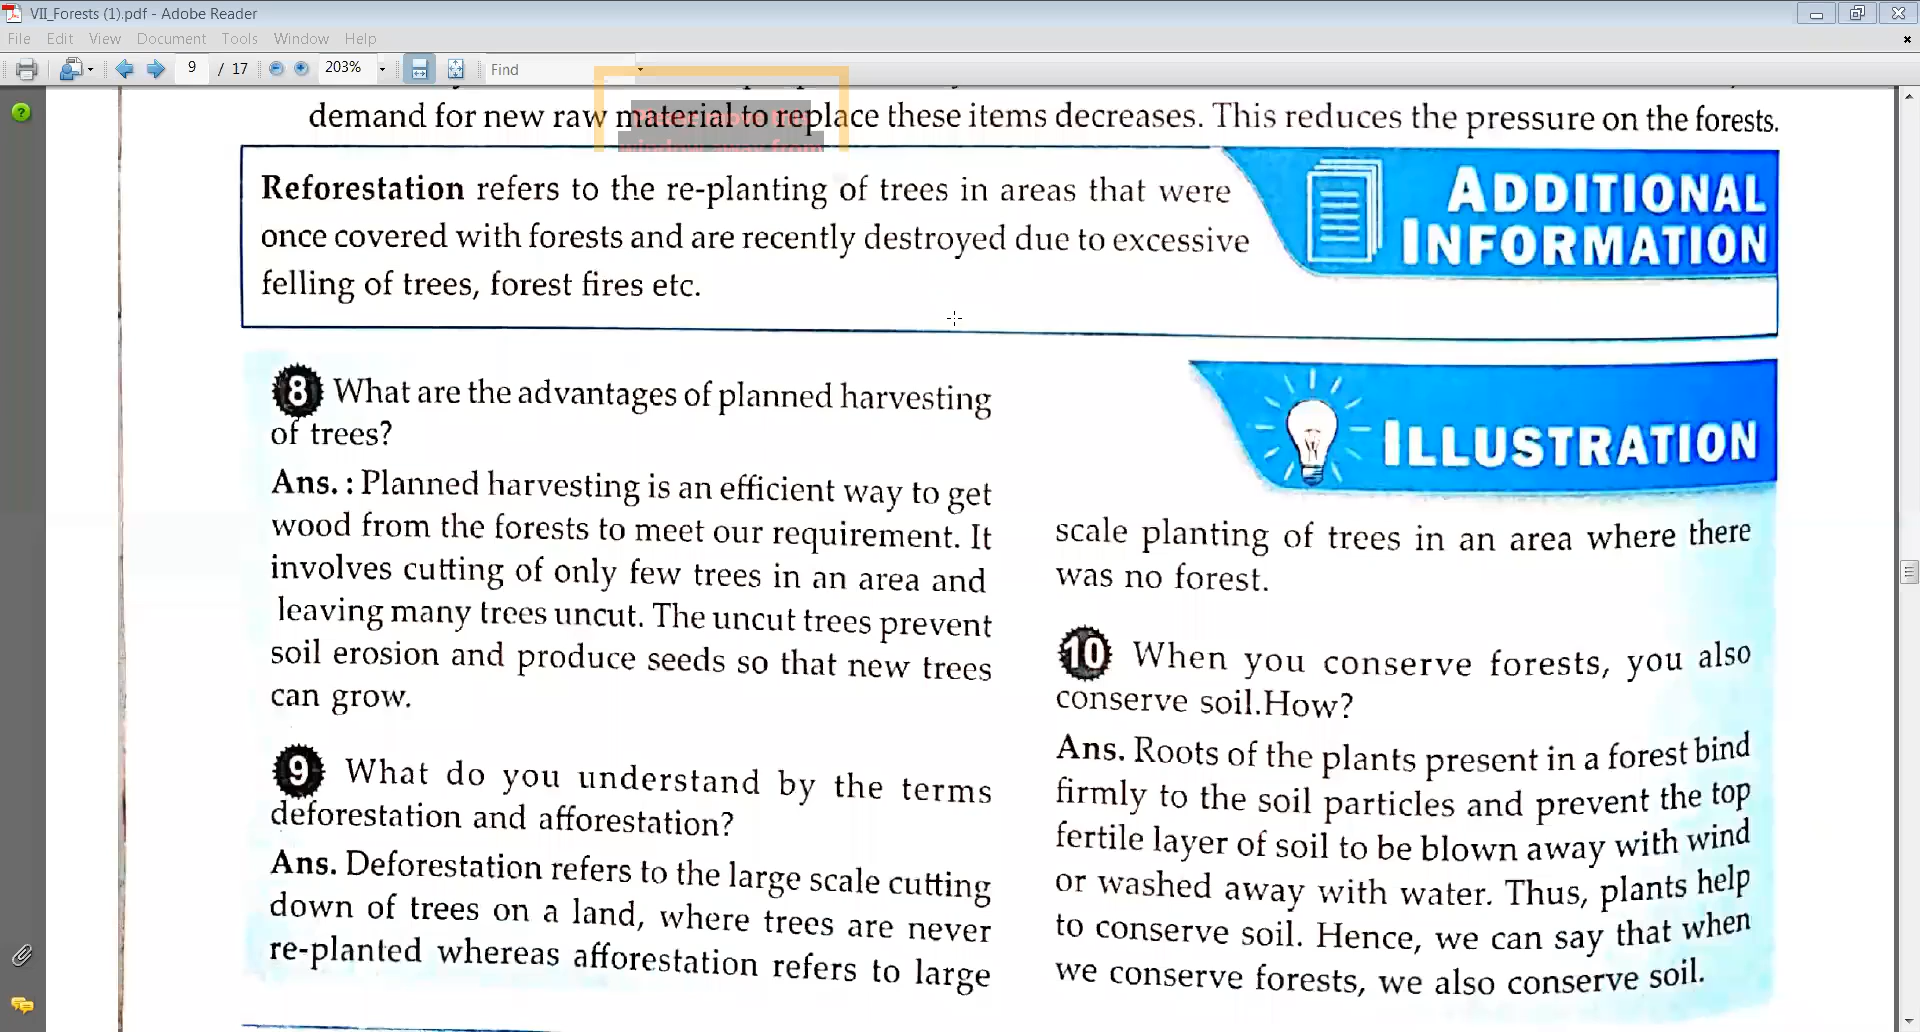 VII_Forests (1).pdf - Adobe Reader
File Edit View Document Tools Window Help
9 / 17 203% Find
demand for new raw material to replace these items decreases. This reduces the pressure on the forests.
Reforestation refers to the re-planting of trees in areas that were
once covered with forests and are recently destroyed due to excessive
felling of trees, forest fires etc.
ADDITIONAL
INFORMATION
ILLUSTRATION
8 What are the advantages of planned harvesting
of trees?
Ans. : Planned harvesting is an efficient way to get
wood from the forests to meet our requirement. It
involves cutting of only few trees in an area and
leaving many trees uncut. The uncut trees prevent
soil erosion and produce seeds so that new trees
can grow.
9 What do you understand by the terms
deforestation and afforestation?
Ans. Deforestation refers to the large scale cutting
down of trees on a land, where trees are never
re-planted whereas afforestation refers to large
scale planting of trees in an area where there
was no forest.
10 When you conserve forests, you also
conserve soil.How?
Ans. Roots of the plants present in a forest bind
firmly to the soil particles and prevent the top
fertile layer of soil to be blown away with wind
or washed away with water. Thus, plants help
to conserve soil. Hence, we can say that when
we conserve forests, we also conserve soil.